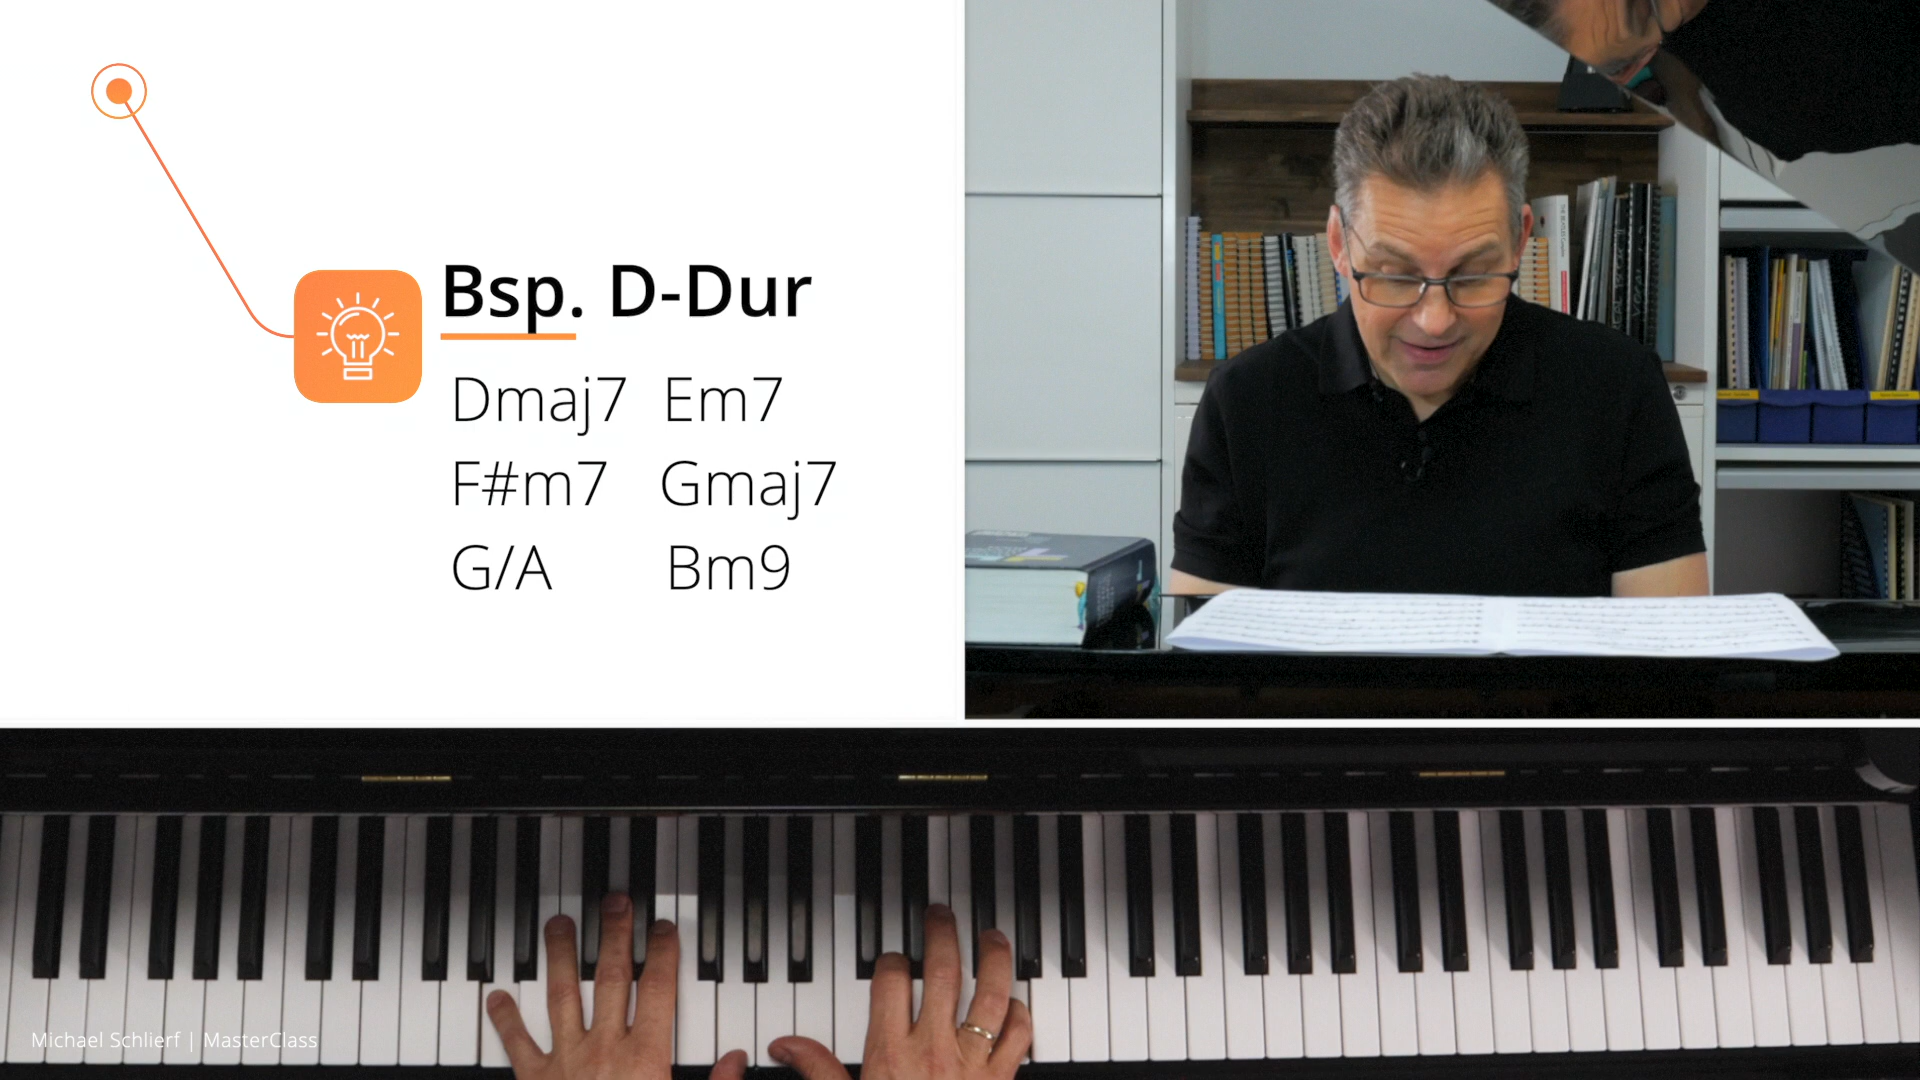 Bsp. D-Dur
Dmaj7 Em7
F#m7 Gmaj7
G/A Bm9
Michael Schlierf | MasterClass